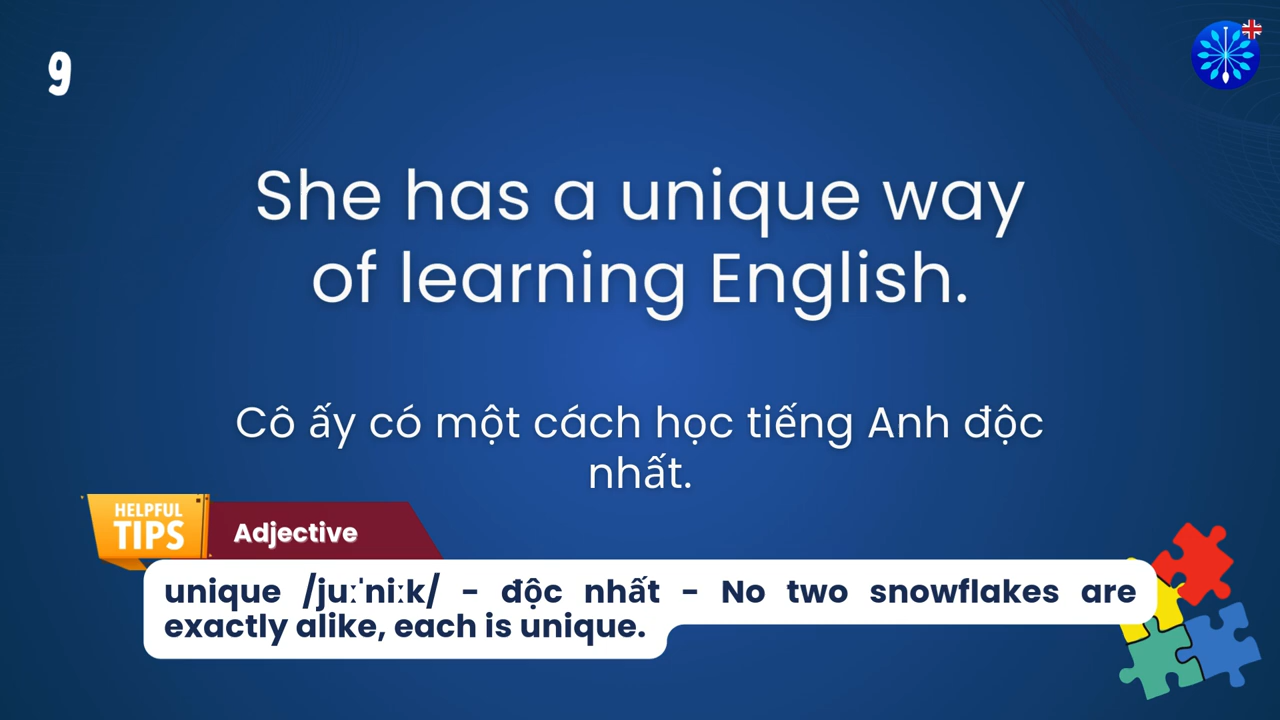 9
She has a unique way
of learning English.
Cô ấy có một cách học tiếng Anh độc
nhất.
HELPFUL
TIPS
Adjective
unique /juːˈniːk/ - độc nhất - No two snowflakes are
exactly alike, each is unique.